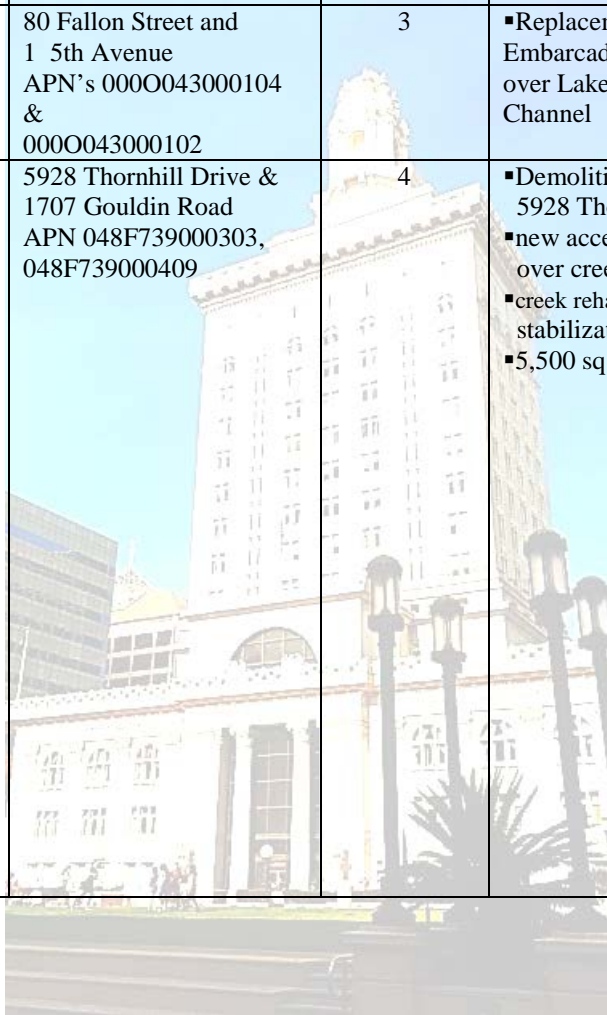 80 Fallon Street and
1 5th Avenue
APN's 000O043000104
&
000O043000102
3
▪Replacem
Embarcad
over Lake
Channel
5928 Thornhill Drive &
1707 Gouldin Road
APN 048F739000303,
048F739000409
4
▪Demoliti
5928 Th
▪new acce
over cree
▪creek reha
stabiliza
▪5,500 sq